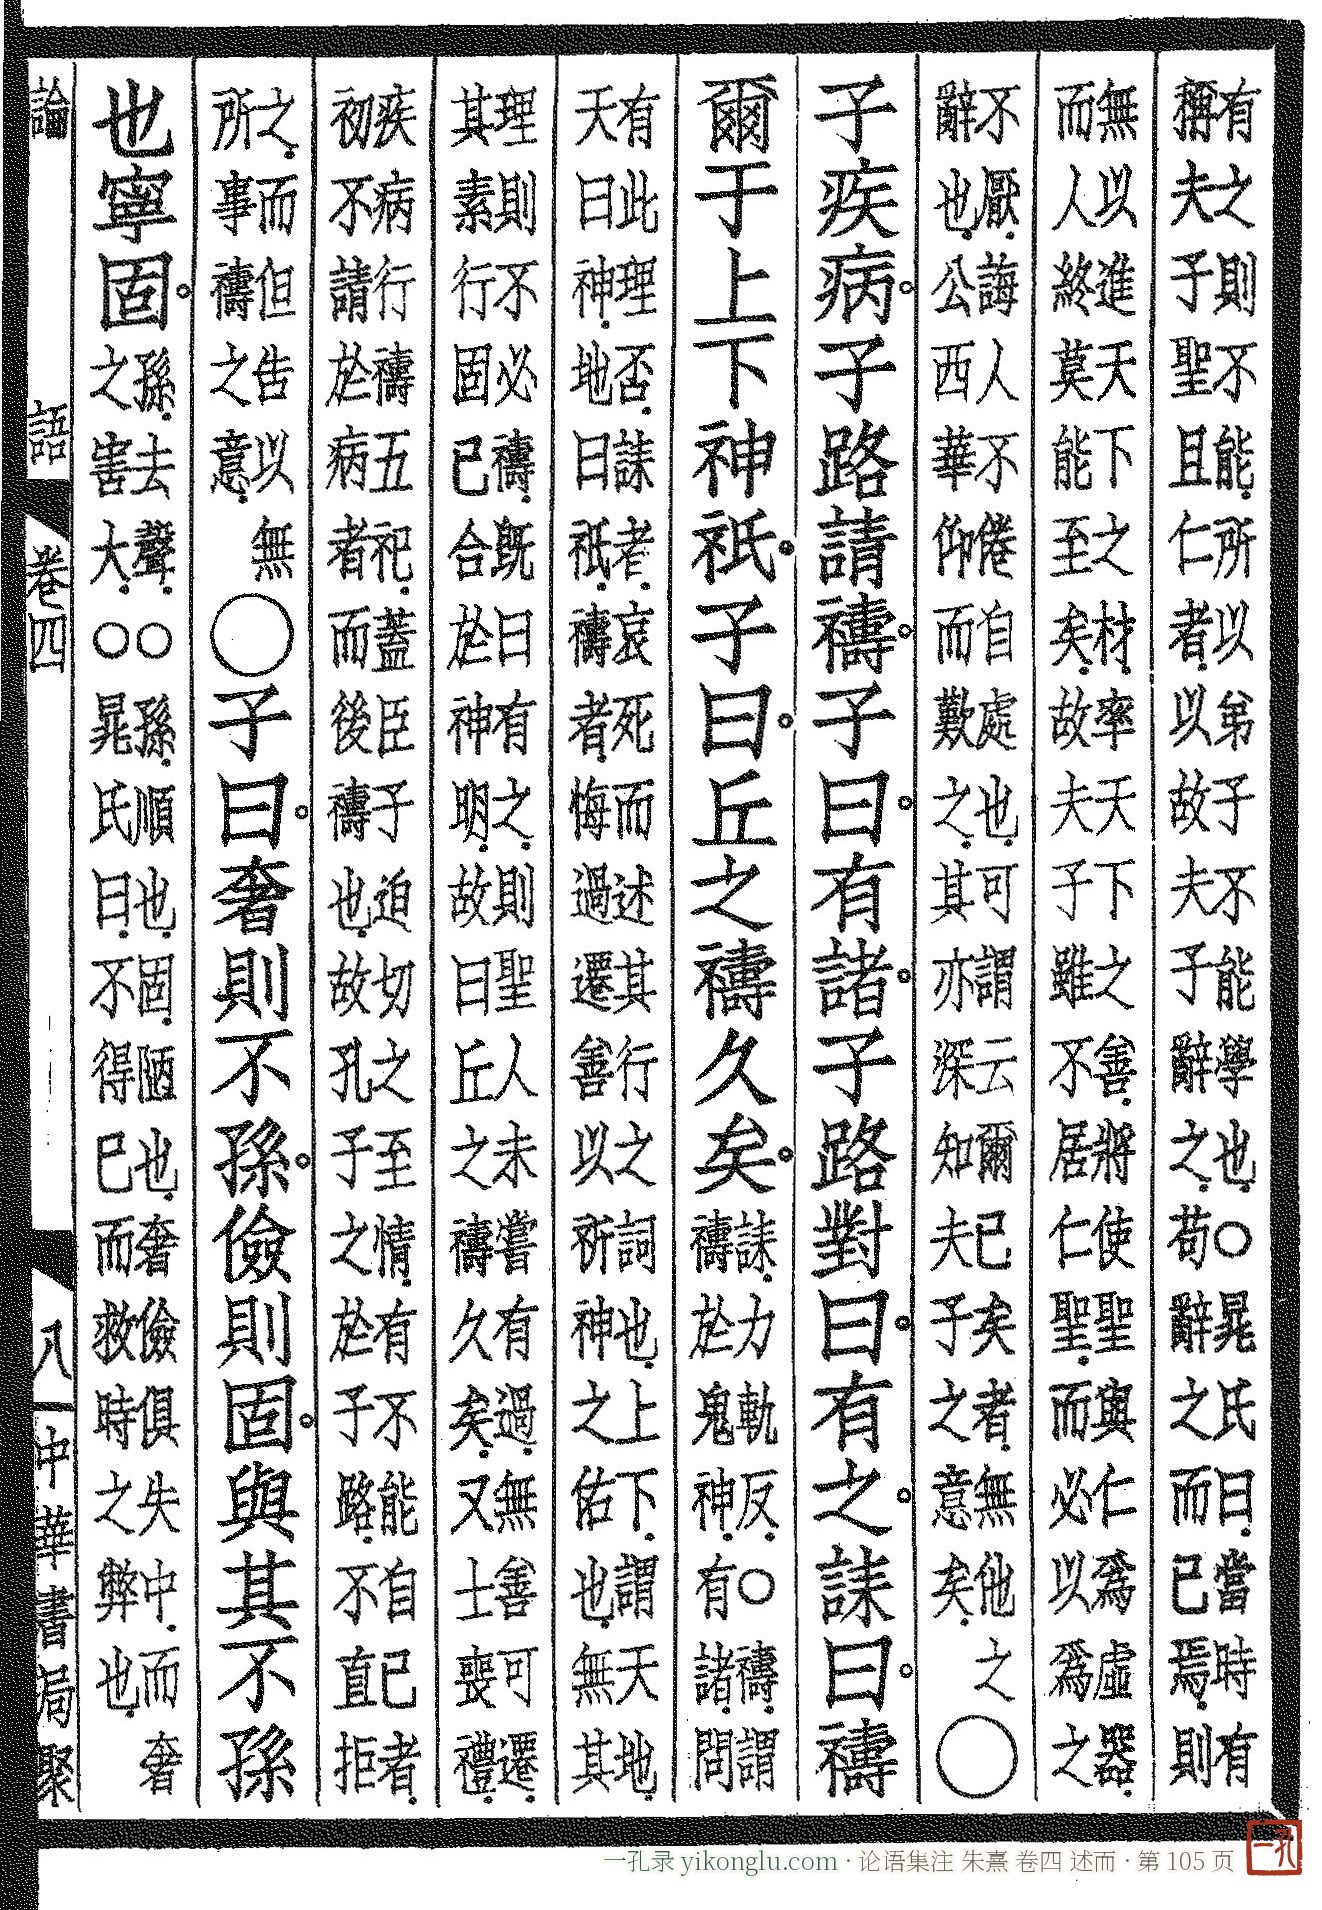 有之則不能所以弟子不能學也○晁氏曰當時有
稱夫子聖且仁者以故夫子辭之苟辭之而已焉則
無以進天下之材率天下之善將使聖與仁爲虛器
而人終莫能至矣故夫子雖不居仁聖而必以爲之
不厭誨人不倦自處也可謂云爾已矣者無他之
辭也公西華仰而歎之其亦深知夫子之意矣
○
子疾病子路請禱子曰有諸子路對曰有之誄曰禱
爾于上下神祇子曰丘之禱久矣
誄力軌反○禱謂
禱於鬼神有諸問
有此理否誄者哀死而述其行之詞也上下謂天地
天曰神地曰祇禱者悔過遷善以祈神之佑也無其
理則不必禱既曰有之則聖人未嘗有過無善可遷
其素行固已合於神明故曰丘之禱久矣又士喪禮
疾病行禱五祀蓋臣子迫切之至情有不能自已者
初不請於病者而後禱也故孔子之於子路不直拒
之而但告以無
所事禱之意
○子曰奢則不孫儉則固與其不孫
也寧固
孫去聲○孫順也固陋也奢儉俱失中而奢
之害大○晁氏曰不得巳而救時之弊也
論語 卷四 八 中華書局聚
一孔录 yikonglu.com · 论语集注 朱熹 卷四 述而 · 第 105 页
一孔